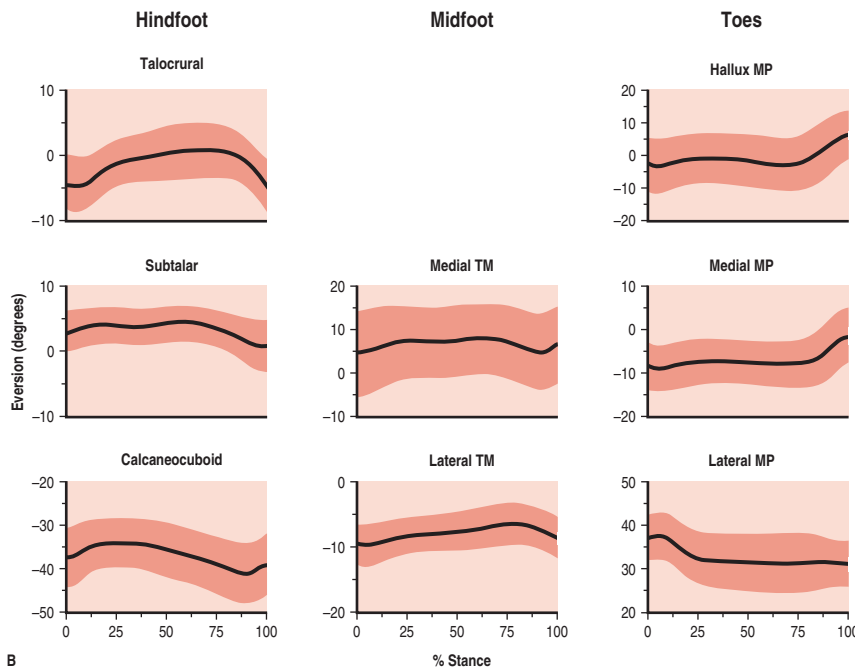 Hindfoot Midfoot Toes
Talocrural Hallux MP
10 20
10
0 0
–10
–10 –20
Subtalar Medial TM Medial MP
10 20 10
10 0
0 0 –10
–10 –10 –20
Eversion (degrees)
Calcaneocuboid Lateral TM Lateral MP
–20 0 50
–30 40
–10
–40 30
–50 –20 20
0 25 50 75 100 0 25 50 75 100 0 25 50 75 100
B % Stance